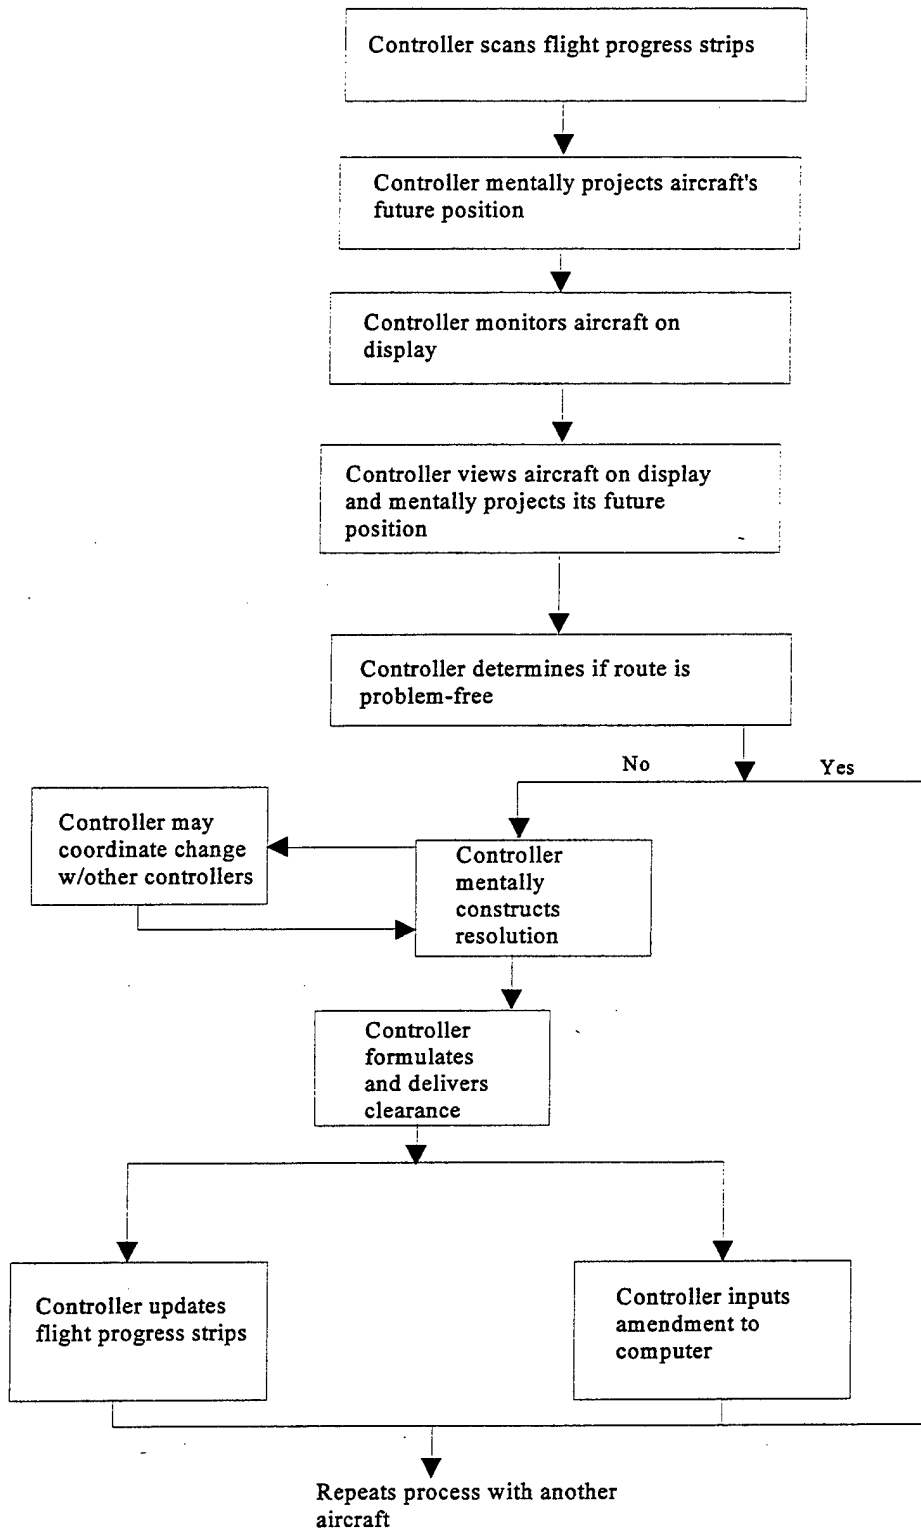 Controller scans flight progress strips
Controller mentally projects aircraft's
future position
Controller monitors aircraft on
display
Controller views aircraft on display
and mentally projects its future
position
Controller determines if route is
problem-free
No
Yes
Controller may
coordinate change
w/other controllers
Controller
mentally
constructs
resolution
Controller
formulates
and delivers
clearance
Controller updates
flight progress strips
Controller inputs
amendment to
computer
Repeats process with another
aircraft